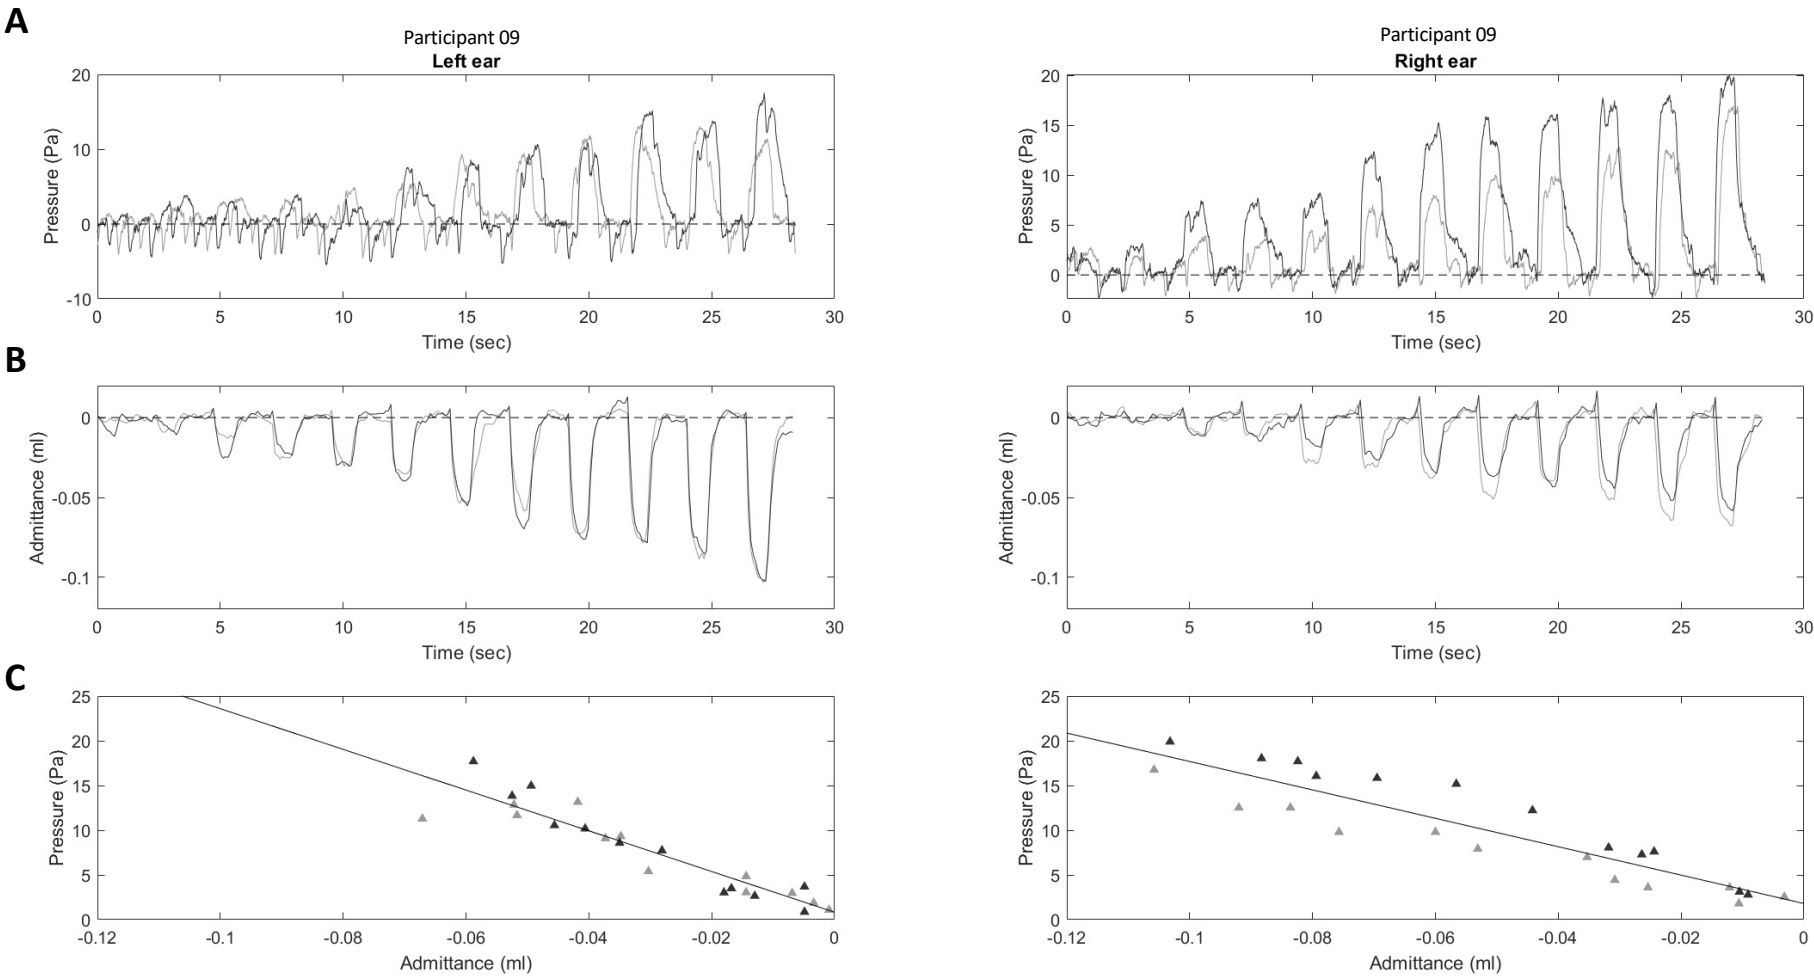 A
Participant 09
Left ear
20
10
0
-10
Pressure (Pa)
0 5 10 15 20 25 30
Time (sec)
Participant 09
Right ear
20
15
10
5
0
Pressure (Pa)
0 5 10 15 20 25 30
Time (sec)
B
0
-0.05
-0.1
Admittance (ml)
0 5 10 15 20 25 30
Time (sec)
0
-0.05
-0.1
Admittance (ml)
0 5 10 15 20 25 30
Time (sec)
C
25
20
15
10
5
0
Pressure (Pa)
-0.12 -0.1 -0.08 -0.06 -0.04 -0.02 0
Admittance (ml)
25
20
15
10
5
0
Pressure (Pa)
-0.12 -0.1 -0.08 -0.06 -0.04 -0.02 0
Admittance (ml)